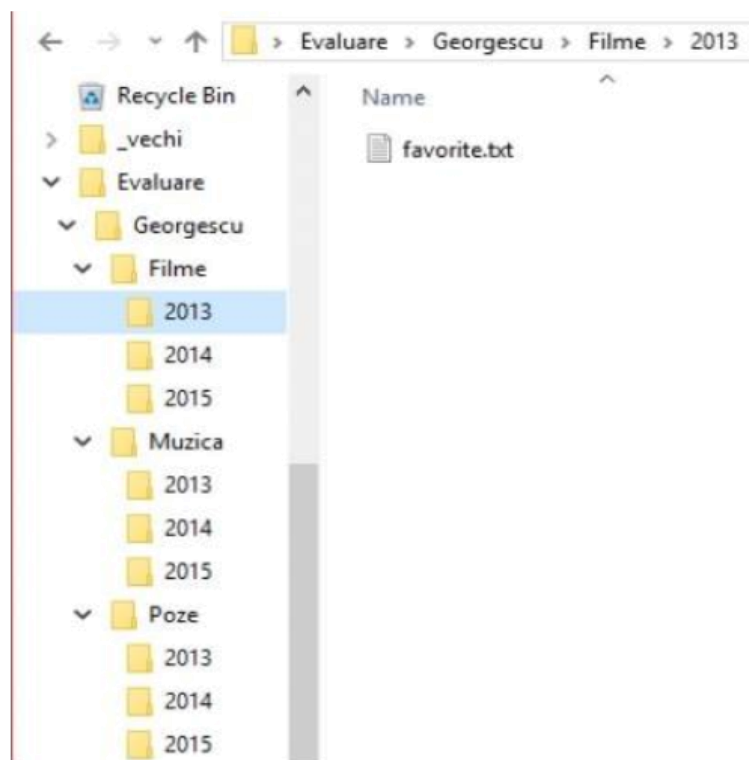 Evaluare > Georgescu > Filme > 2013
Recycle Bin
_vechi
Evaluare
Georgescu
Filme
2013
2014
2015
Muzica
2013
2014
2015
Poze
2013
2014
2015
Name
favorite.txt